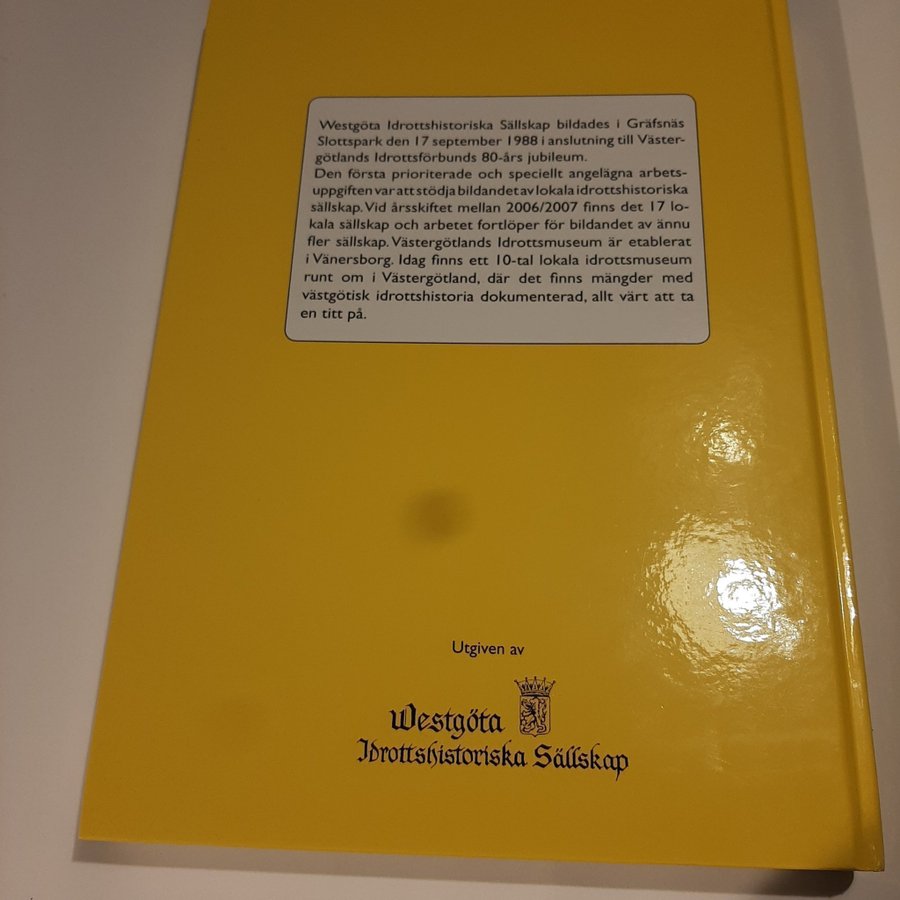 Westgöta Idrottshistoriska Sällskap bildades i Gräfsnäs
Slottspark den 17 september 1988 i anslutning till Väster-
götlands Idrottsförbunds 80-års jubileum.
Den första prioriterade och speciellt angelägna arbets-
uppgiften var att stödja bildandet av lokala idrottshistoriska
sällskap. Vid årsskiftet mellan 2006/2007 finns det 17 lo-
kala sällskap och arbetet fortlöper för bildandet av ännu
fler sällskap. Västergötlands Idrottsmuseum är etablerat
i Vänersborg. Idag finns ett 10-tal lokala idrottsmuseum
runt om i Västergötland, där det finns mängder med
västgötisk idrottshistoria dokumenterad, allt värt att ta
en titt på.
Utgiven av
Westgöta
Idrottshistoriska Sällskap